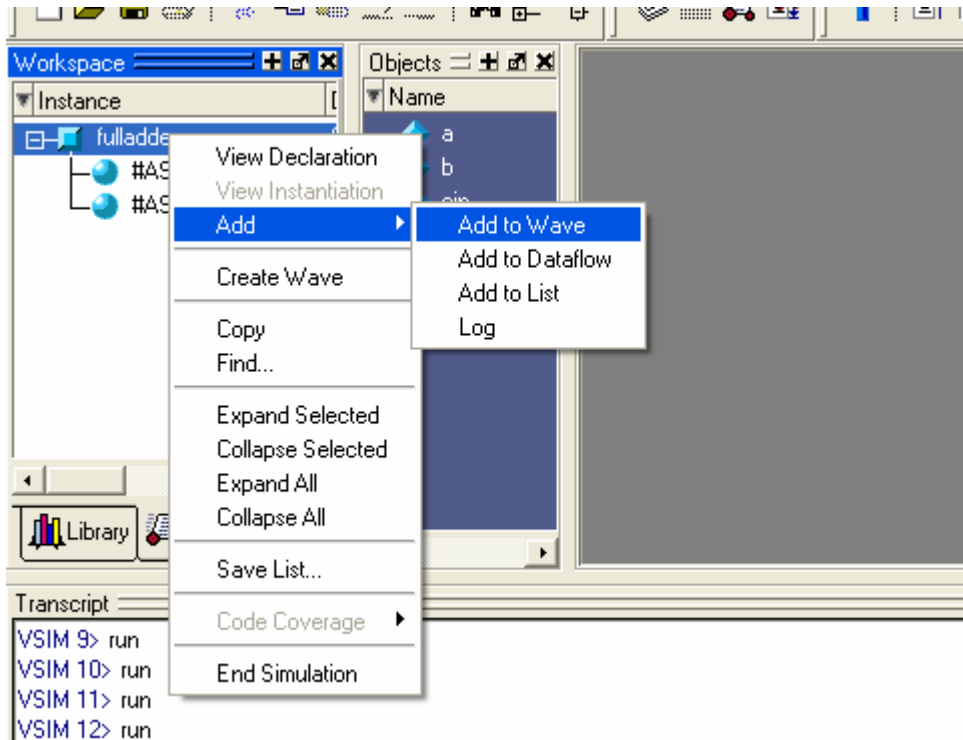 Workspace
Instance
fulladde
#AS
#AS
Library
Objects
Name
a
b
cin
View Declaration
View Instantiation
Add
Create Wave
Copy
Find...
Expand Selected
Collapse Selected
Expand All
Collapse All
Save List...
Code Coverage
End Simulation
Add to Wave
Add to Dataflow
Add to List
Log
Transcript
VSIM 9> run
VSIM 10> run
VSIM 11> run
VSIM 12> run